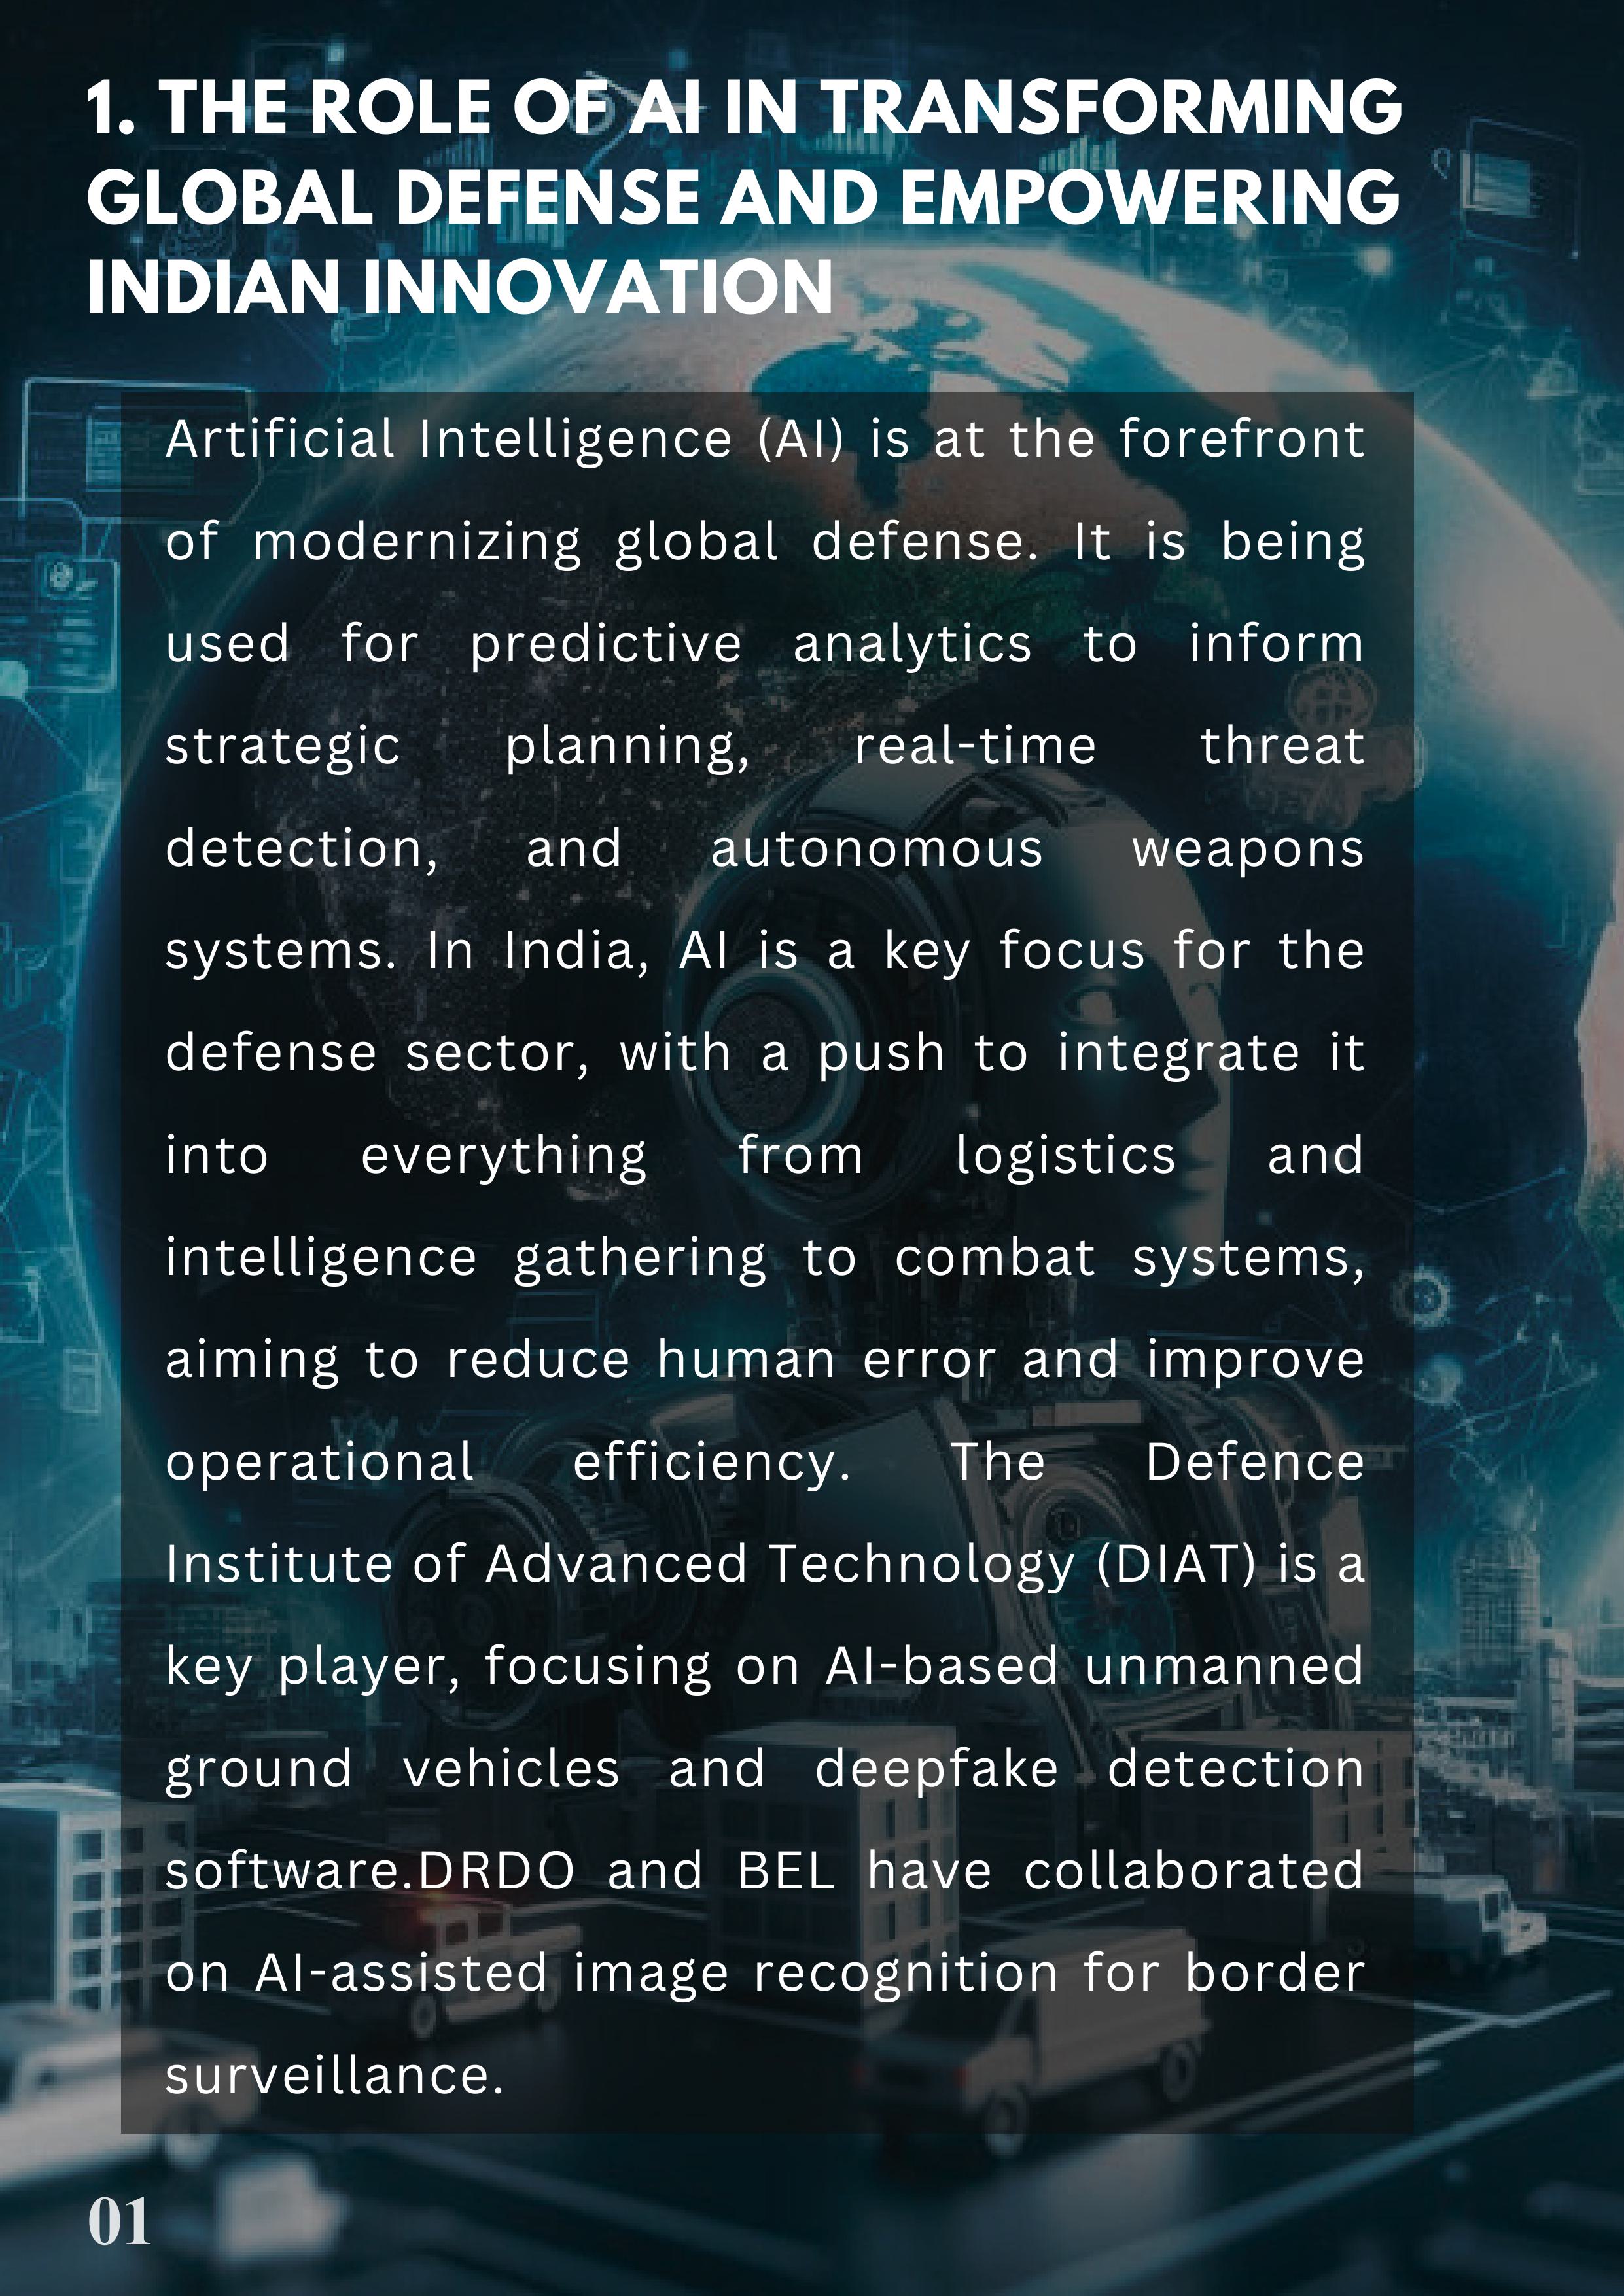 1. THE ROLE OF AI IN TRANSFORMING
GLOBAL DEFENSE AND EMPOWERING
INDIAN INNOVATION
Artificial Intelligence (AI) is at the forefront
of modernizing global defense. It is being
used for predictive analytics to inform
strategic planning, real-time threat
detection, and autonomous weapons
systems. In India, AI is a key focus for the
defense sector, with a push to integrate it
into everything from logistics and
intelligence gathering to combat systems,
aiming to reduce human error and improve
operational efficiency. The Defence
Institute of Advanced Technology (DIAT) is a
key player, focusing on AI-based unmanned
ground vehicles and deepfake detection
software.DRDO and BEL have collaborated
on AI-assisted image recognition for border
surveillance.
01